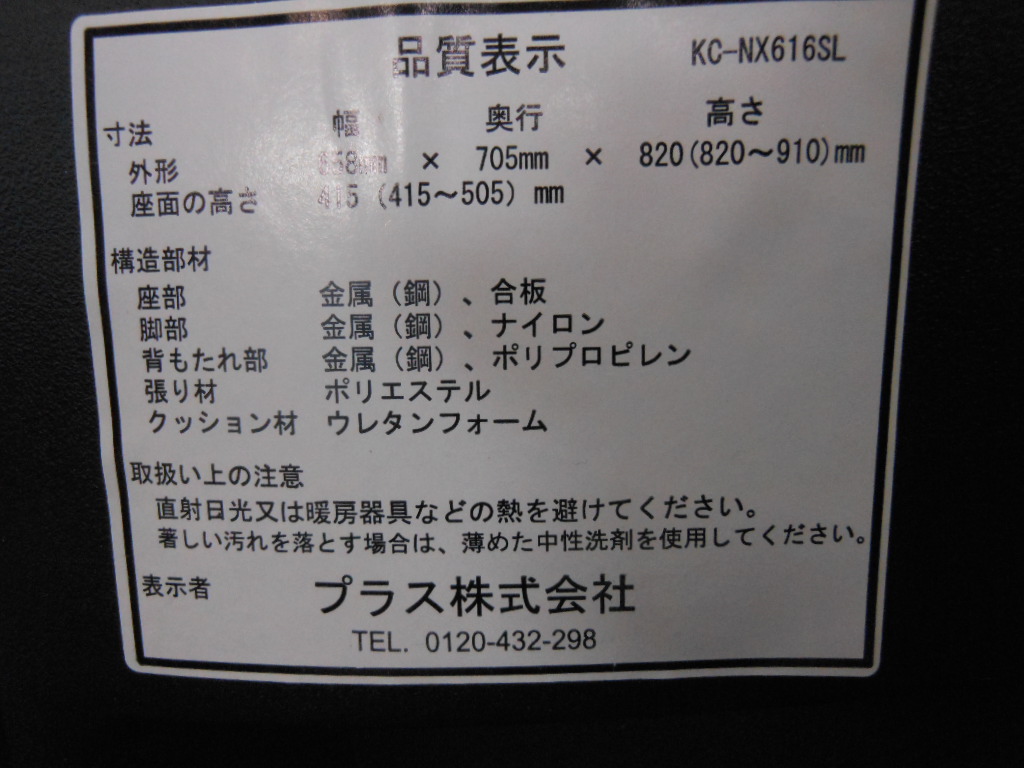 品質表示 KC-NX616SL
寸法 幅 奥行 高さ
外形 × 705mm × 820(820～910)mm
座面の高さ 415 (415～505) mm
構造部材
座部 金属（鋼）、合板
脚部 金属（鋼）、ナイロン
背もたれ部 金属（鋼）、ポリプロピレン
張り材 ポリエステル
クッション材 ウレタンフォーム
取扱い上の注意
直射日光又は暖房器具などの熱を避けてください。
著しい汚れを落とす場合は、薄めた中性洗剤を使用してください。
表示者 プラス株式会社
TEL. 0120-432-298